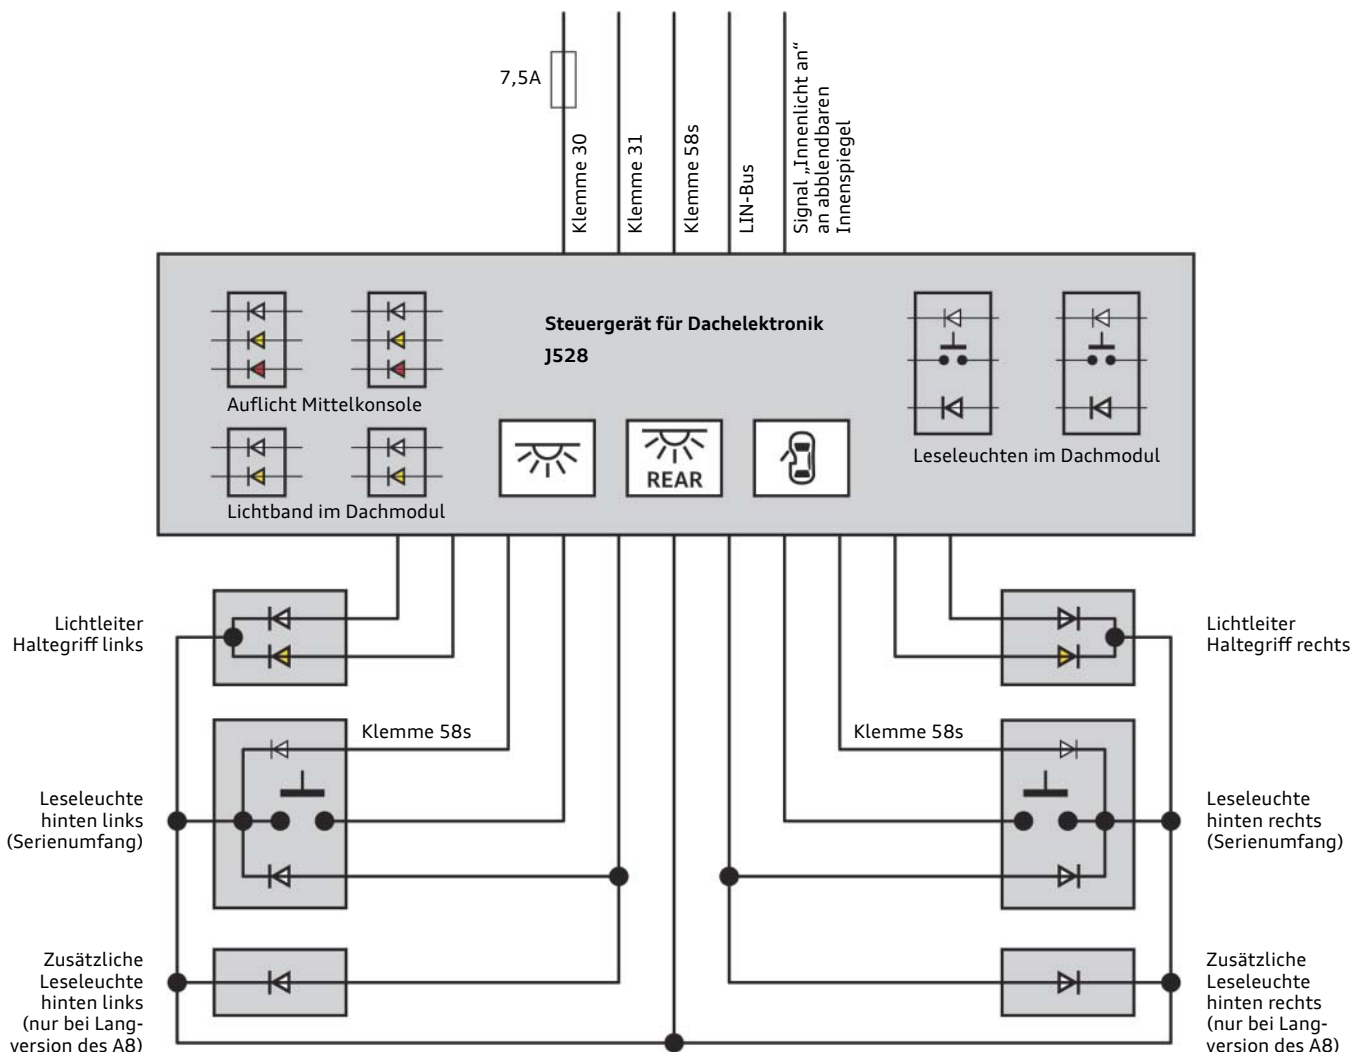 7,5A
Klemme 30
Klemme 31
Klemme 58s
LIN-Bus
Signal „Innenlicht an“
an abblendbaren
Innenspiegel
Steuergerät für Dachelektronik
J528
Auflicht Mittelkonsole
Lichtband im Dachmodul
REAR
Leseleuchten im Dachmodul
Lichtleiter
Haltegriff links
Lichtleiter
Haltegriff rechts
Klemme 58s
Klemme 58s
Leseleuchte
hinten links
(Serienumfang)
Leseleuchte
hinten rechts
(Serienumfang)
Zusätzliche
Leseleuchte
hinten links
(nur bei Lang-
version des A8)
Zusätzliche
Leseleuchte
hinten rechts
(nur bei Lang-
version des A8)